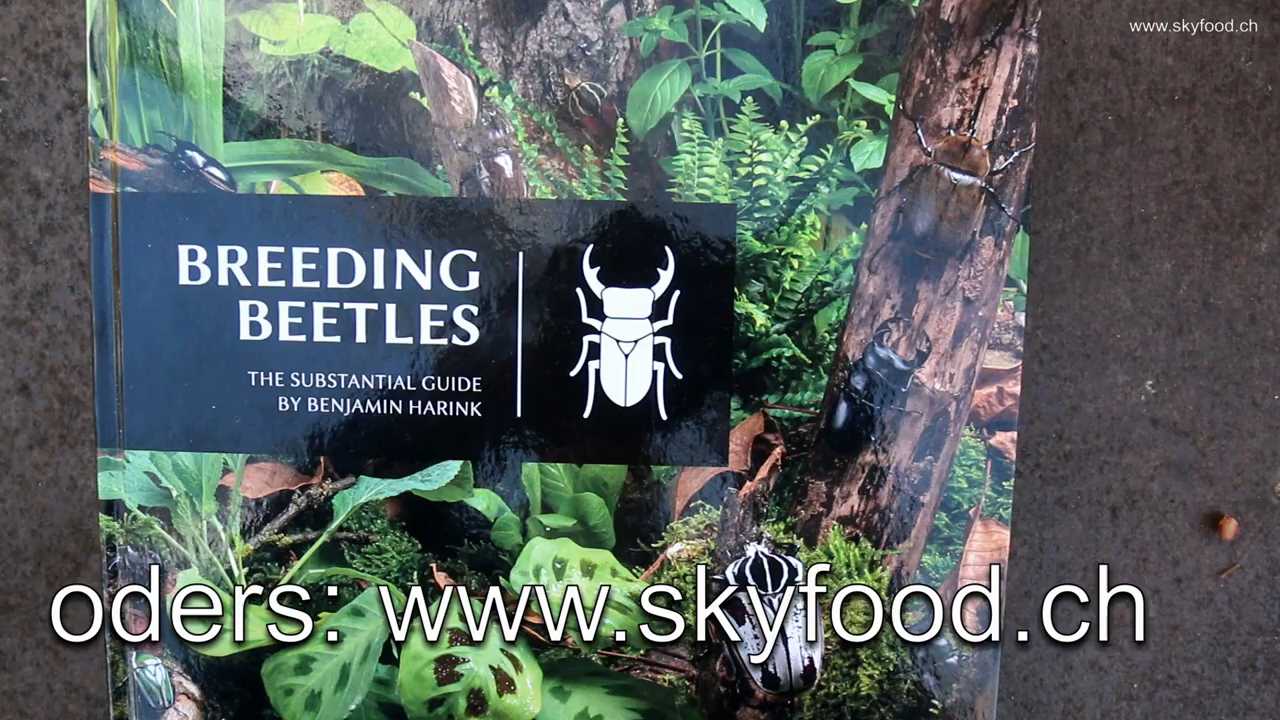 www.skyfood.ch
BREEDING
BEETLES
THE SUBSTANTIAL GUIDE
BY BENJAMIN HARINK
oders: www.skyfood.ch